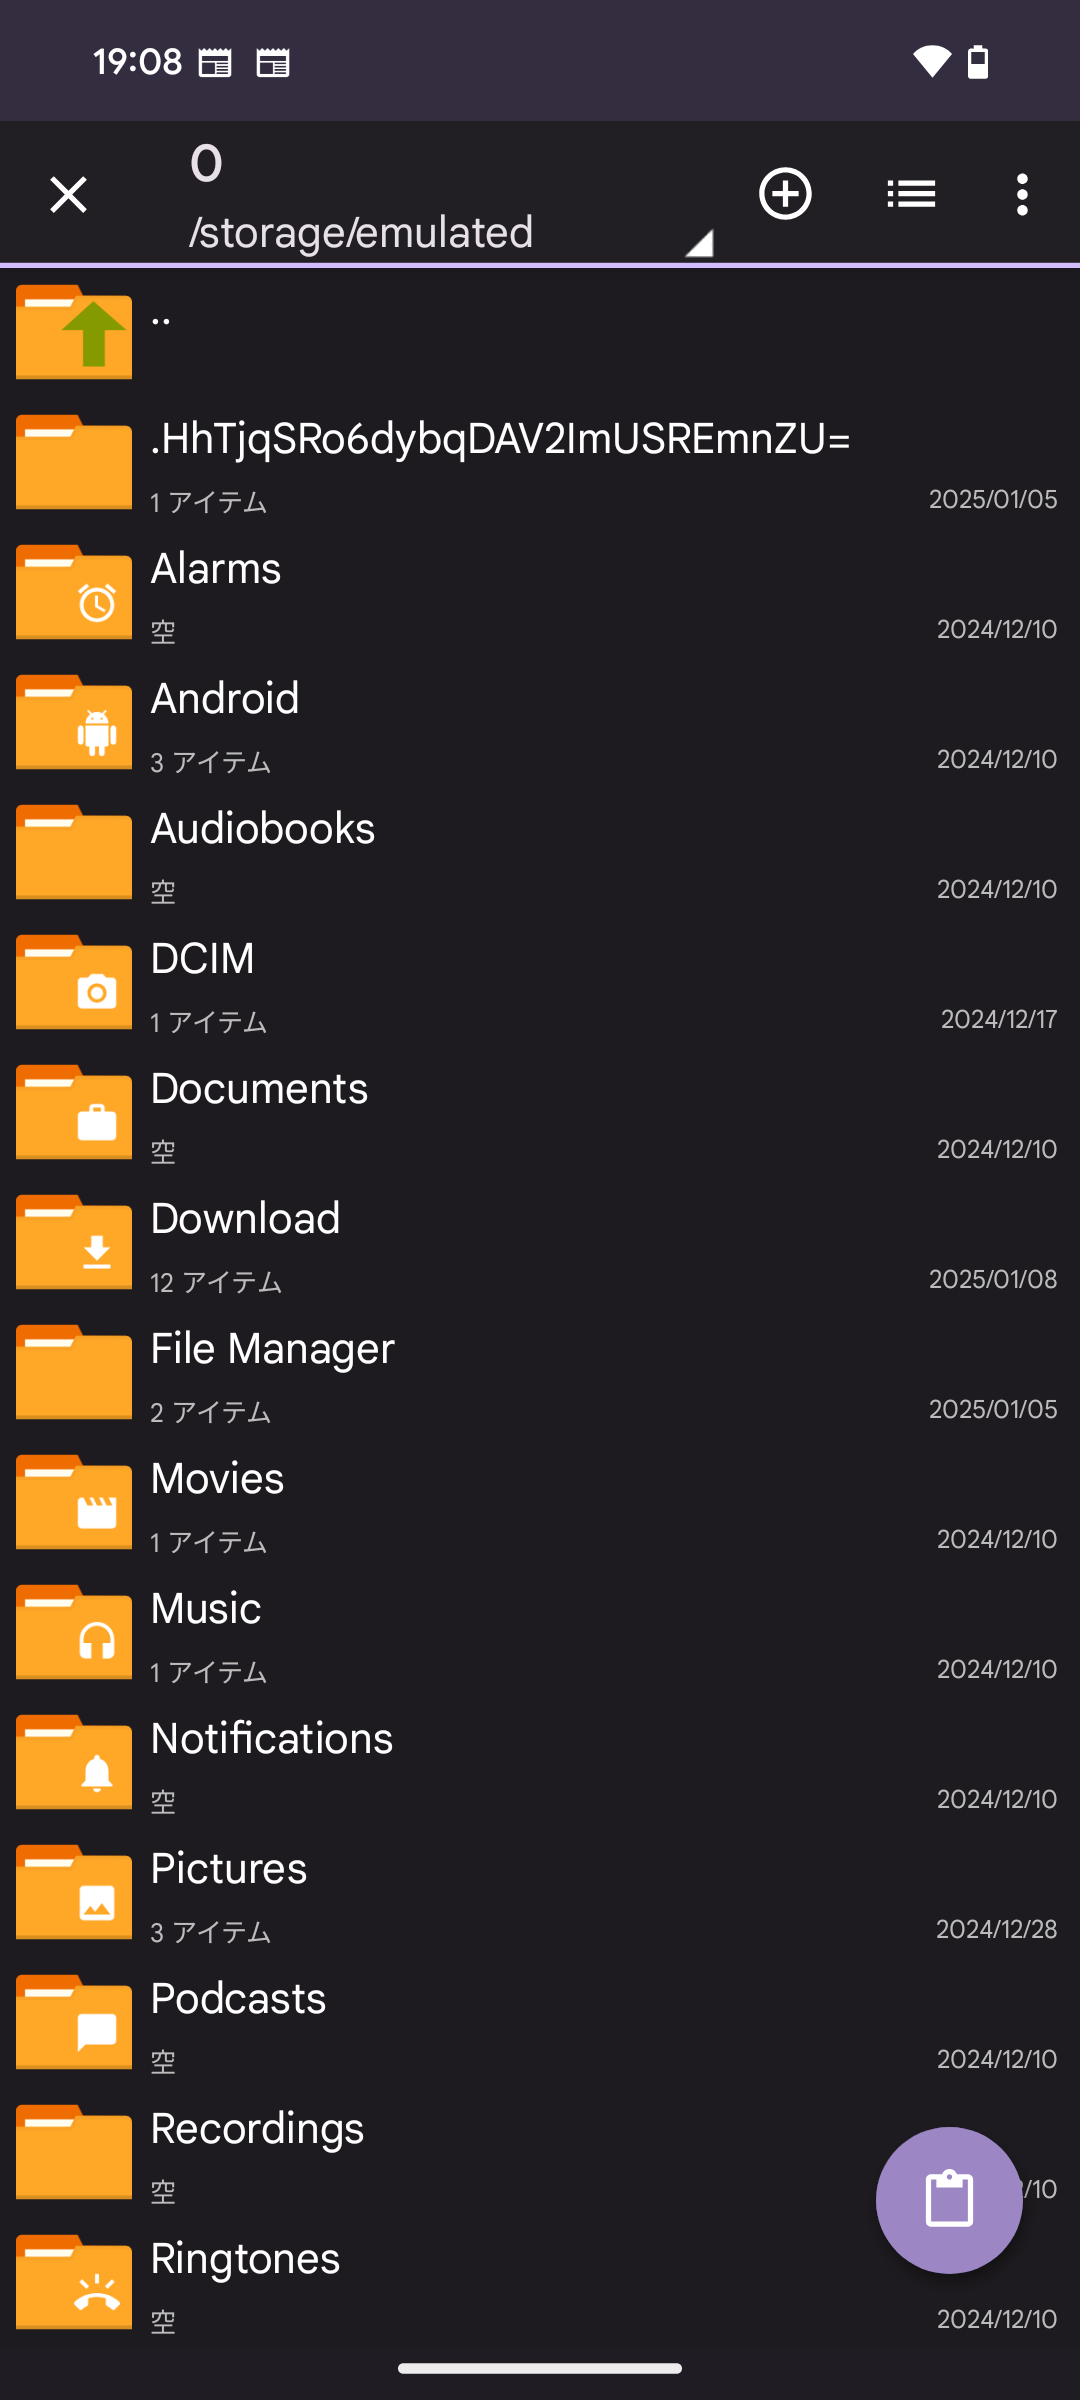 19:08
0
/storage/emulated
..
.HhTjqSRo6dybqDAV2ImUSREmnZU=
1 アイテム 2025/01/05
Alarms
空 2024/12/10
Android
3 アイテム 2024/12/10
Audiobooks
空 2024/12/10
DCIM
1 アイテム 2024/12/17
Documents
空 2024/12/10
Download
12 アイテム 2025/01/08
File Manager
2 アイテム 2025/01/05
Movies
1 アイテム 2024/12/10
Music
1 アイテム 2024/12/10
Notifications
空 2024/12/10
Pictures
3 アイテム 2024/12/28
Podcasts
空 2024/12/10
Recordings
空 /10
Ringtones
空 2024/12/10